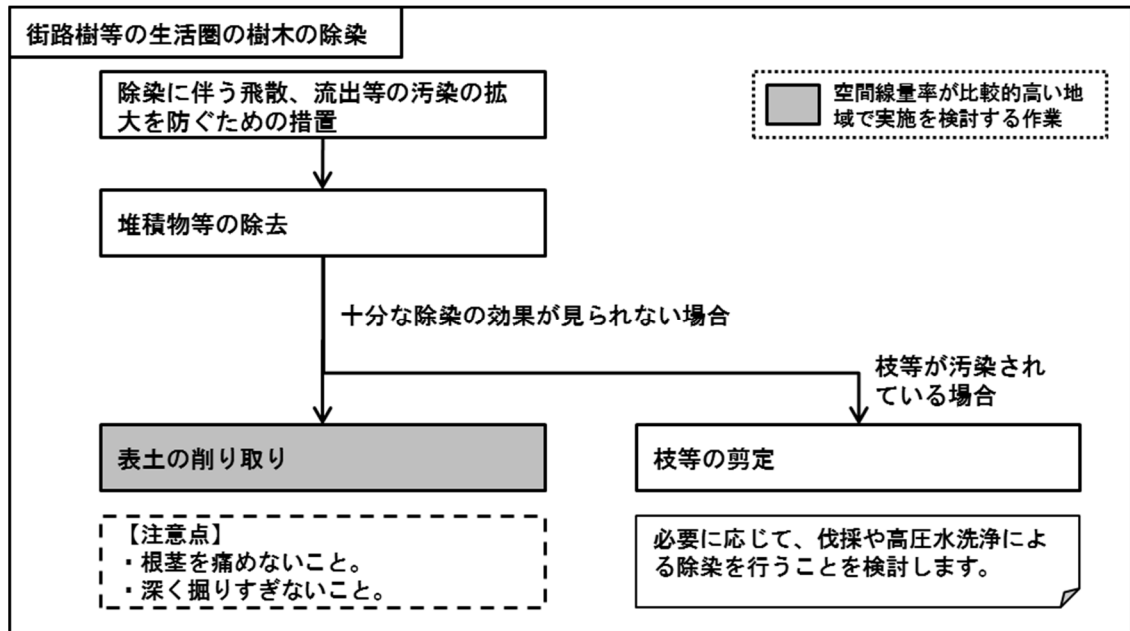 街路樹等の生活圏の樹木の除染
除染に伴う飛散、流出等の汚染の拡
大を防ぐための措置
空間線量率が比較的高い地
域で実施を検討する作業
堆積物等の除去
十分な除染の効果が見られない場合
枝等が汚染され
ている場合
表土の削り取り
枝等の剪定
【注意点】
・根茎を痛めないこと。
・深く掘りすぎないこと。
必要に応じて、伐採や高圧水洗浄によ
る除染を行うことを検討します。